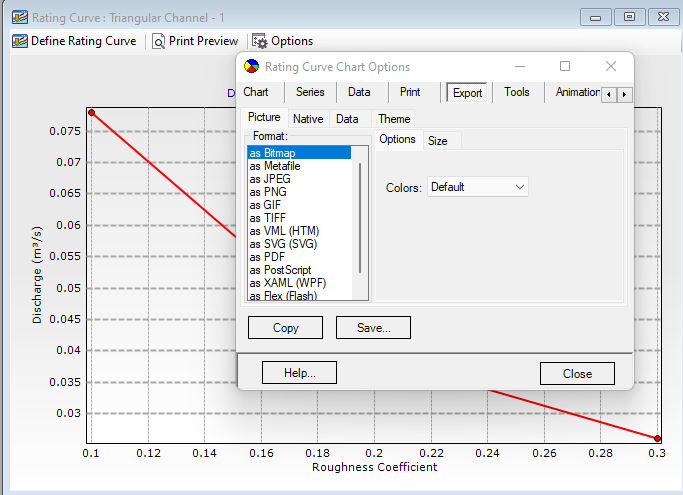 Rating Curve : Triangular Channel - 1
Define Rating Curve Print Preview Options
Rating Curve Chart Options
Chart Series Data Print Export Tools Animation
Picture Native Data Theme
Format:
as Bitmap
as Metafile
as JPEG
as PNG
as GIF
as TIFF
as VML (HTM)
as SVG (SVG)
as PDF
as PostScript
as XAML (WPF)
as Flex (Flash)
Options Size
Colors: Default
Copy Save...
Help... Close
D
0.075
0.07
0.065
0.06
0.055
0.05
0.045
0.04
0.035
0.03
Discharge (m³/s)
0.1 0.12 0.14 0.16 0.18 0.2 0.22 0.24 0.26 0.28 0.3
Roughness Coefficient